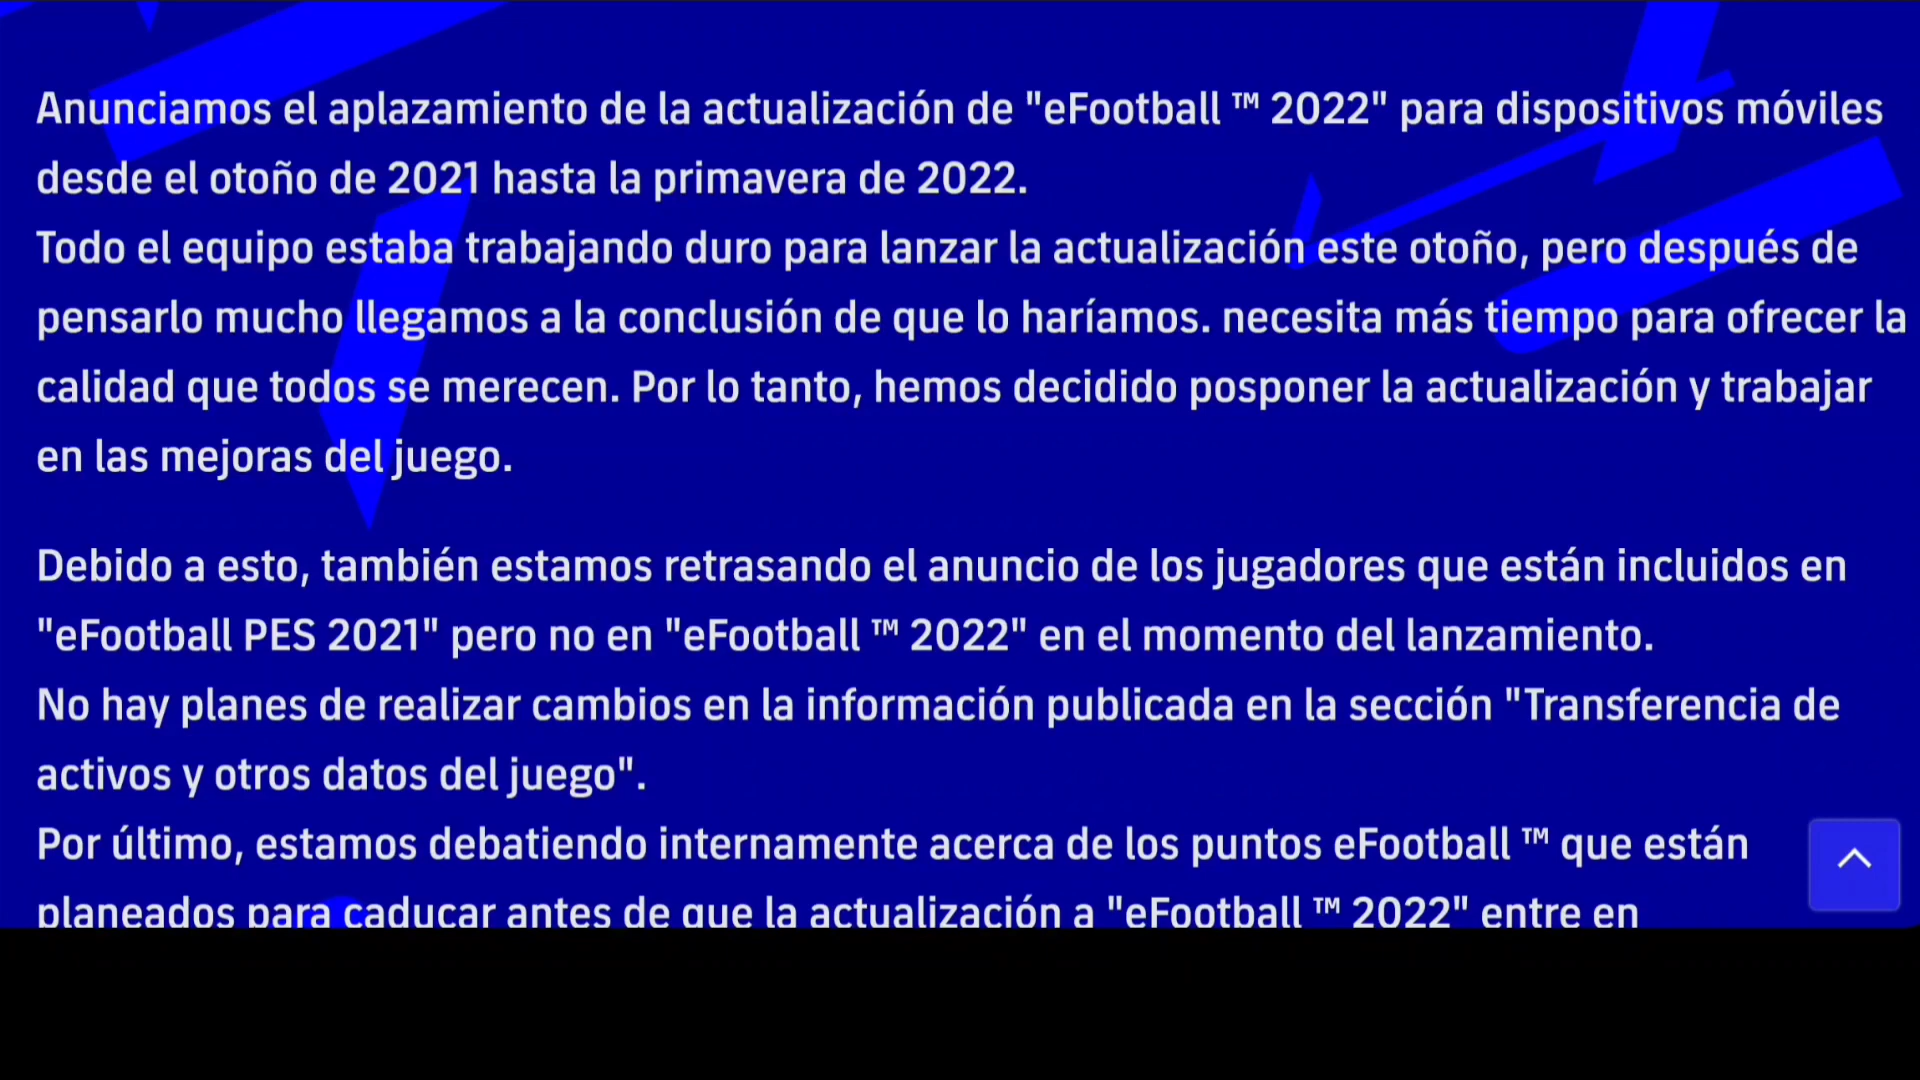 Anunciamos el aplazamiento de la actualización de "eFootball ™ 2022" para dispositivos móviles
desde el otoño de 2021 hasta la primavera de 2022.
Todo el equipo estaba trabajando duro para lanzar la actualización este otoño, pero después de
pensarlo mucho llegamos a la conclusión de que lo haríamos. necesita más tiempo para ofrecer la
calidad que todos se merecen. Por lo tanto, hemos decidido posponer la actualización y trabajar
en las mejoras del juego.
Debido a esto, también estamos retrasando el anuncio de los jugadores que están incluidos en
"eFootball PES 2021" pero no en "eFootball ™ 2022" en el momento del lanzamiento.
No hay planes de realizar cambios en la información publicada en la sección "Transferencia de
activos y otros datos del juego".
Por último, estamos debatiendo internamente acerca de los puntos eFootball ™ que están
planeados para caducar antes de que la actualización a "eFootball ™ 2022" entre en